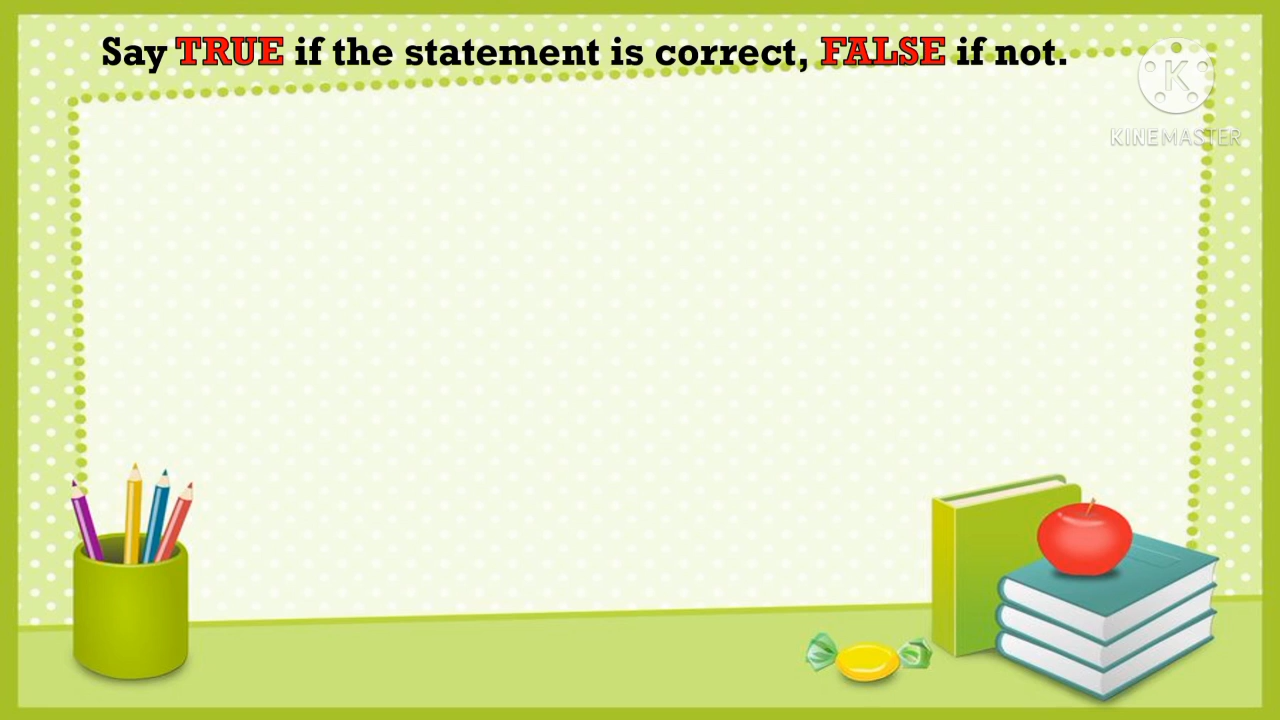 Say TRUE if the statement is correct, FALSE if not.
K
KINEMASTER